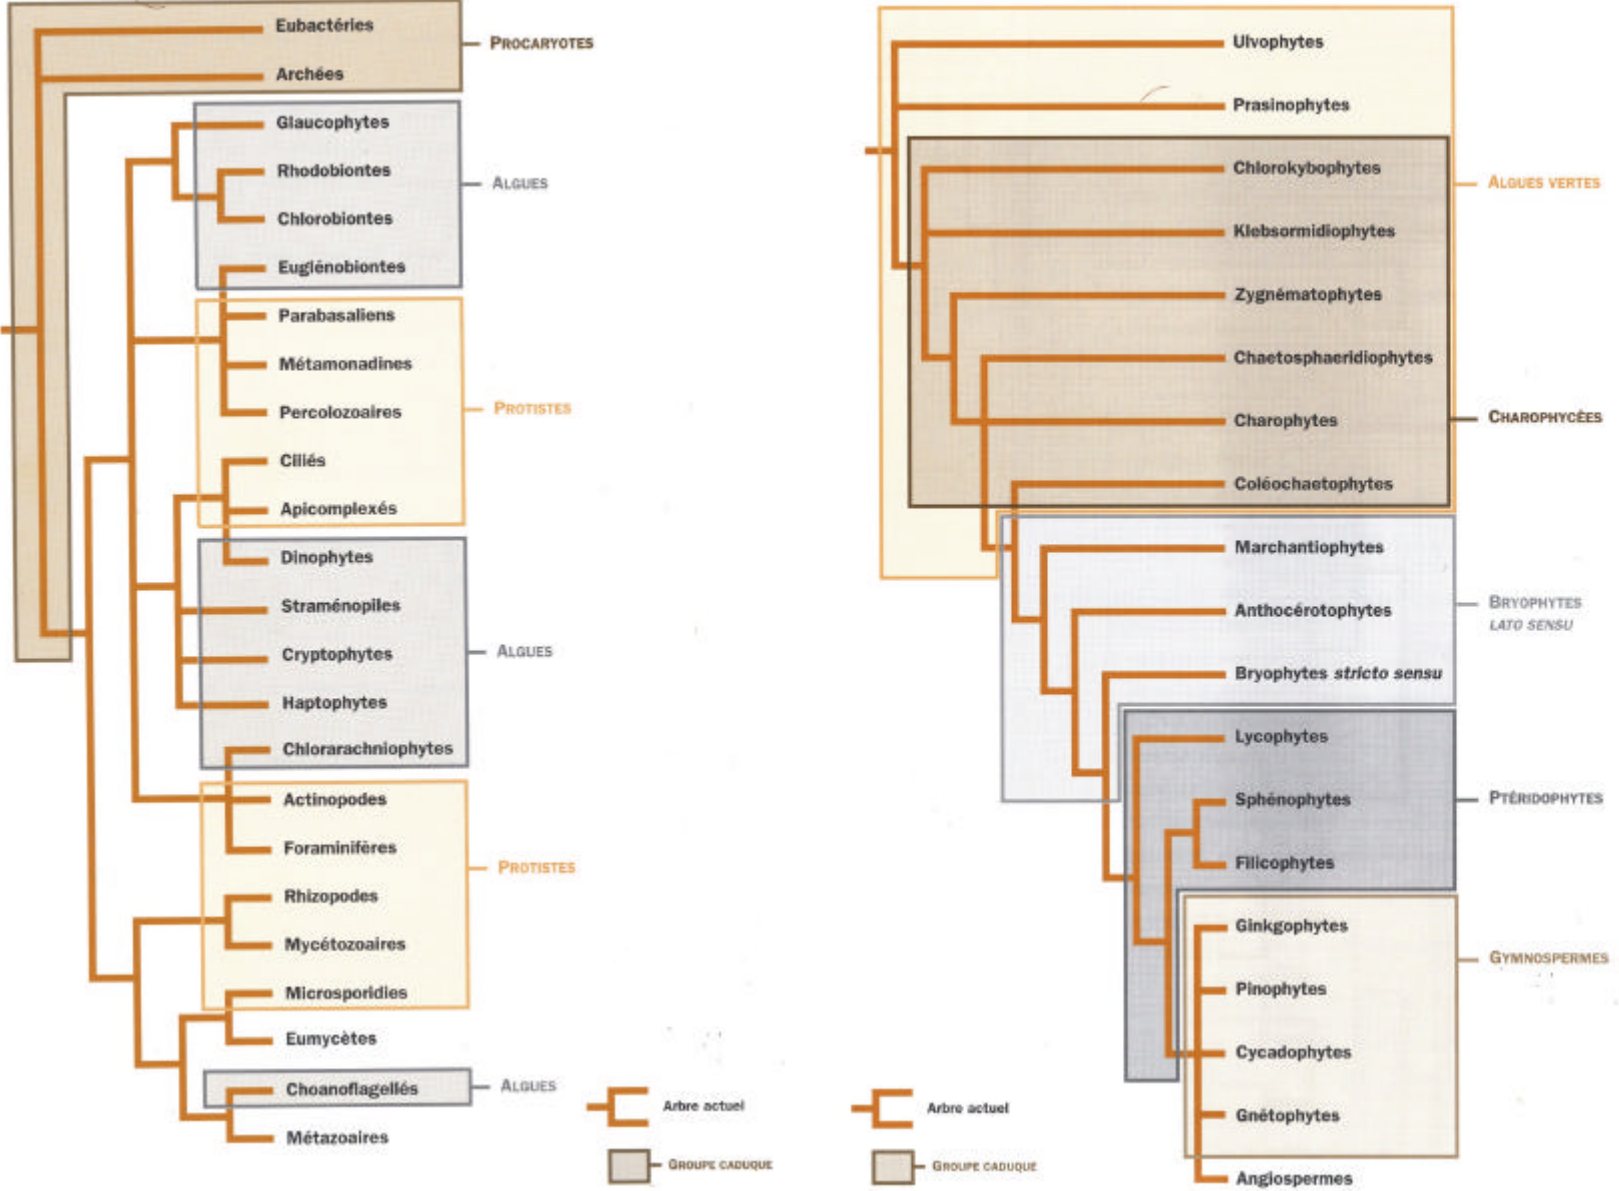 Eubactéries
Archées
PROCARYOTES
Glaucophytes
Rhodobiontes
Chlorobiontes
Euglénobiontes
ALGUES
Parabasaliens
Métamonadines
Percolozoaires
Ciliés
Apicomplexés
PROTISTES
Dinophytes
Straménopiles
Cryptophytes
Haptophytes
Chlorarachniophytes
ALGUES
Actinopodes
Foraminifères
Rhizopodes
Mycétozoaires
Microsporidies
PROTISTES
Eumycètes
Choanoflagellés
ALGUES
Métazoaires
Arbre actuel
GROUPE CADUQUE
Ulvophytes
Prasinophytes
Chlorokybophytes
ALGUES VERTES
Klebsormidiophytes
Zygnématophytes
Chaetosphaeridiophytes
Charophytes
CHAROPHYCÉES
Coléochaetophytes
Marchantiophytes
Anthocérotophytes
BRYOPHYTES
LATO SENSU
Bryophytes stricto sensu
Lycophytes
Sphénophytes
PTÉRIDOPHYTES
Filicophytes
Ginkgophytes
GYMNOSPERMES
Pinophytes
Cycadophytes
Gnétophytes
Angiospermes
Arbre actuel
GROUPE CADUQUE